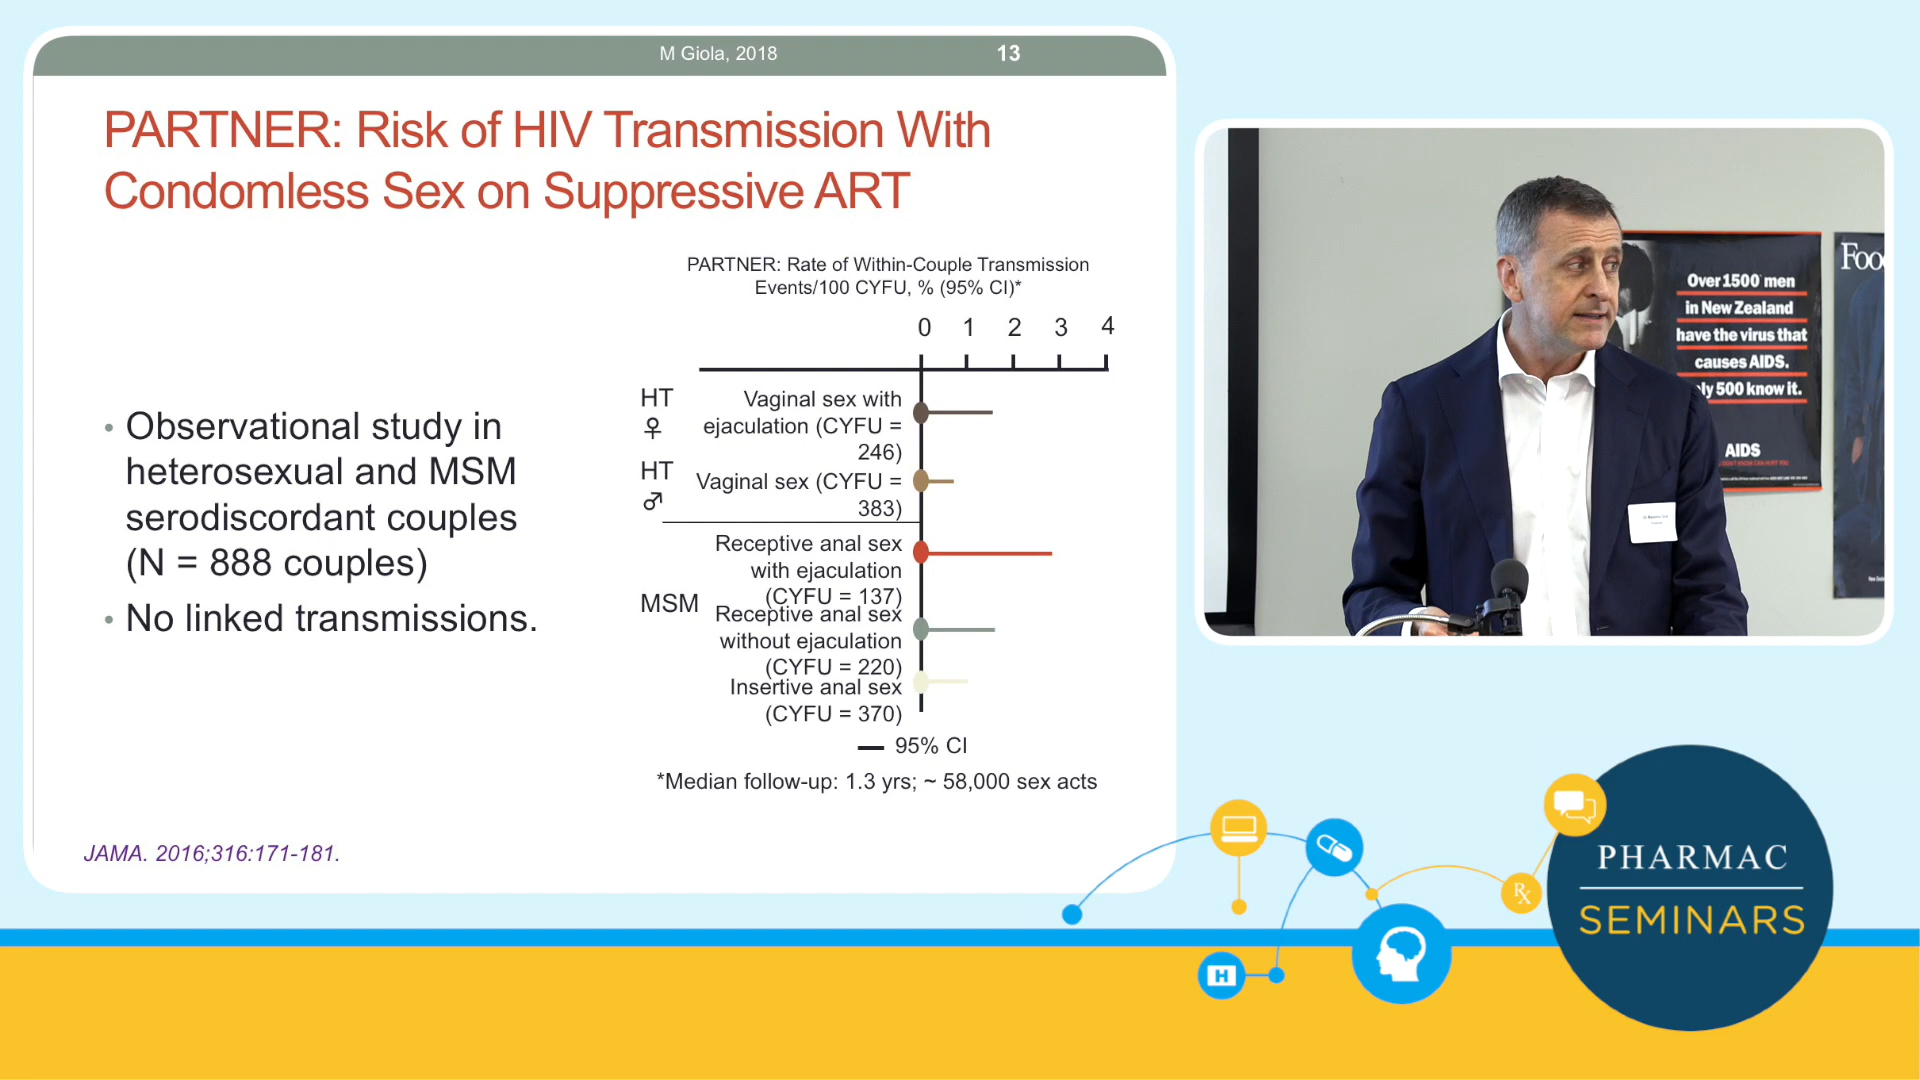 M Giola, 2018
13
PARTNER: Risk of HIV Transmission With
Condomless Sex on Suppressive ART
• Observational study in
heterosexual and MSM
serodiscordant couples
(N = 888 couples)
• No linked transmissions.
PARTNER: Rate of Within-Couple Transmission
Events/100 CYFU, % (95% CI)*
0 1 2 3 4
HT
♀
Vaginal sex with
ejaculation (CYFU =
246)
HT
♂
Vaginal sex (CYFU =
383)
MSM
Receptive anal sex
with ejaculation
(CYFU = 137)
Receptive anal sex
without ejaculation
(CYFU = 220)
Insertive anal sex
(CYFU = 370)
95% CI
*Median follow-up: 1.3 yrs; ~ 58,000 sex acts
JAMA. 2016;316:171-181.
Over 1500 men
in New Zealand
have the virus that
causes AIDS.
ly 500 know it.
AIDS
Foo
H
Rx
PHARMAC
SEMINARS